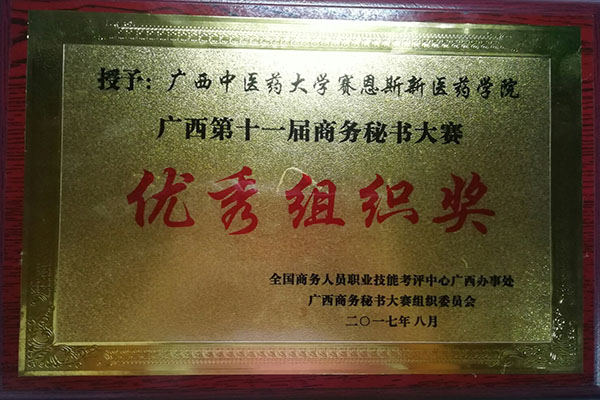 授予：广西中医药大学赛恩斯新医药学院
广西第十一届商务秘书大赛
优秀组织奖
全国商务人员职业技能考评中心广西办事处
广西商务秘书大赛组织委员会
二〇一七年八月